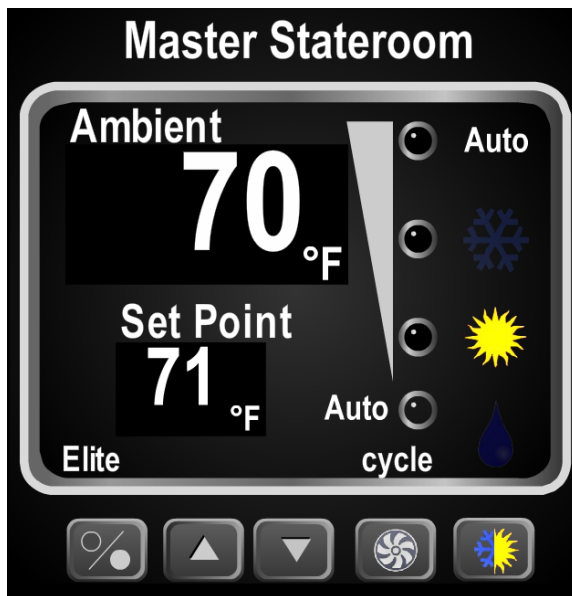 Master Stateroom
Ambient
Auto
70 °F
Set Point
71 °F
Auto
Elite
cycle